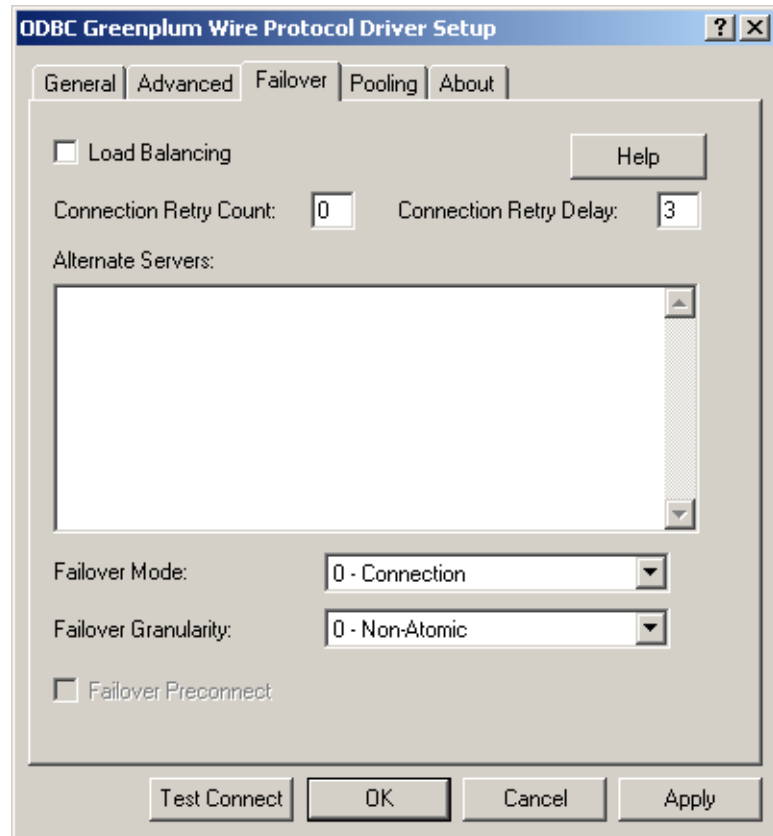 ODBC Greenplum Wire Protocol Driver Setup
General Advanced Failover Pooling About
Load Balancing Help
Connection Retry Count: 0 Connection Retry Delay: 3
Alternate Servers:
Failover Mode: 0 - Connection
Failover Granularity: 0 - Non-Atomic
Failover Preconnect
Test Connect OK Cancel Apply